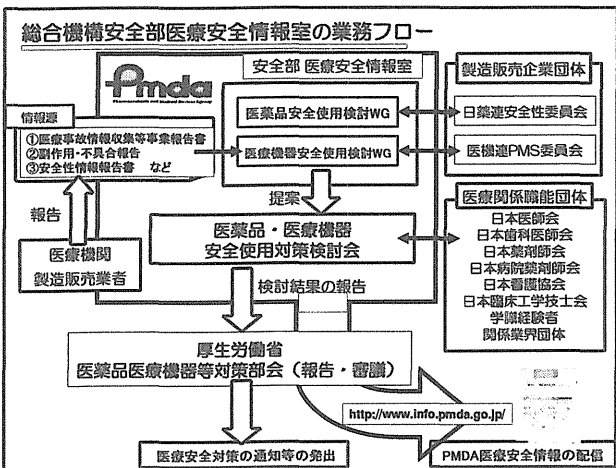 総合機構安全部医療安全情報室の業務フロー
Pmda
Pharmaceuticals and Medical Devices Agency
安全部 医療安全情報室
医薬品安全使用検討WG
医療機器安全使用検討WG
製造販売企業団体
日薬連安全性委員会
医機連PMS委員会
情報源
①医療事故情報収集等事業報告書
②副作用・不具合報告
③安全性情報報告書 など
報告
医療機関
製造販売業者
提案
医薬品・医療機器
安全使用対策検討会
医療関係職能団体
日本医師会
日本歯科医師会
日本薬剤師会
日本病院薬剤師会
日本看護協会
日本臨床工学技士会
学識経験者
関係業界団体
検討結果の報告
厚生労働省
医薬品医療機器等対策部会（報告・審議）
http://www.info.pmda.go.jp/
医療安全対策の通知等の発出
PMDA医療安全情報の配信